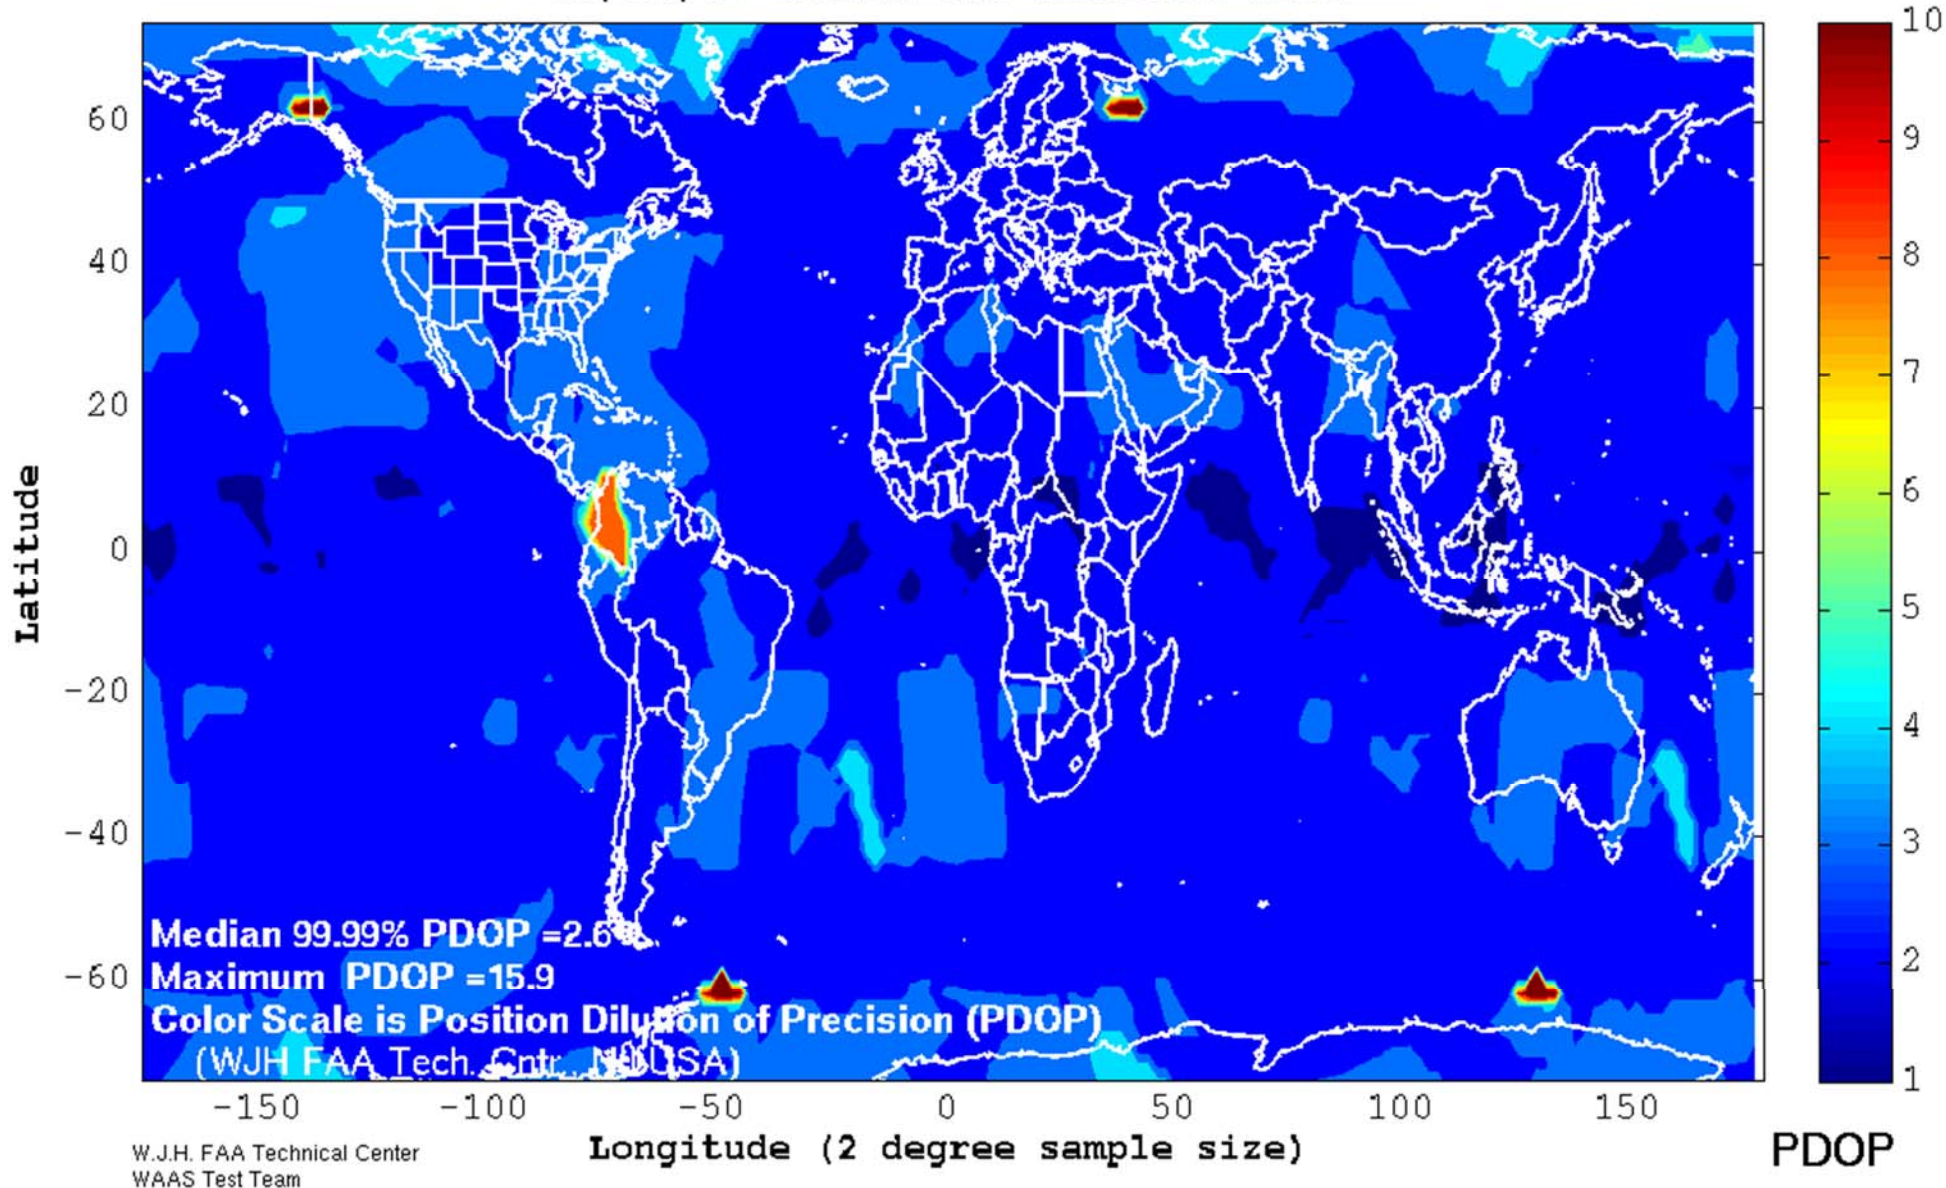 10
60
9
40
8
7
20
6
Latitude
0
5
-20
4
-40
3
Median 99.99% PDOP =2.6
2
-60
Maximum PDOP =15.9
Color Scale is Position Dilution of Precision (PDOP)
(WJH FAA Tech. Cntr. NJ USA)
1
-150 -100 -50 0 50 100 150
Longitude (2 degree sample size)
PDOP
W.J.H. FAA Technical Center
WAAS Test Team